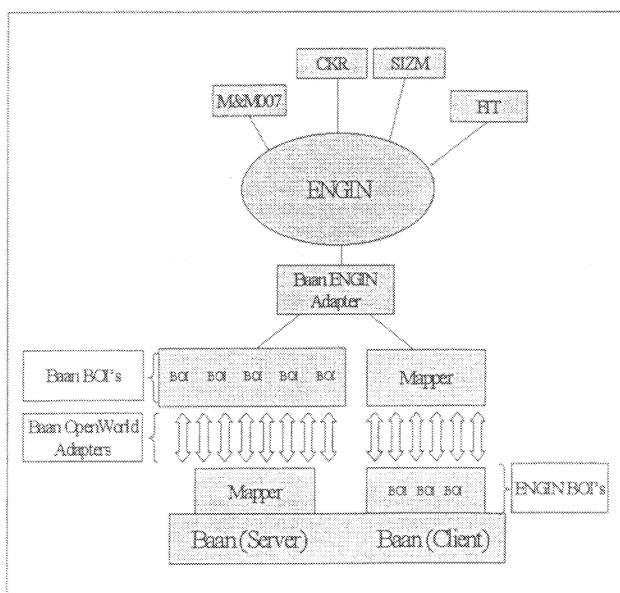 CKR
SIZM
M&M007
FIT
ENGIN
Baan ENGIN
Adapter
Baan BOI's
BOI BOI BOI BOI BOI
Mapper
Baan OpenWorld
Adapters
Mapper
BOI BOI BOI
ENGIN BOI's
Baan (Server)
Baan (Client)